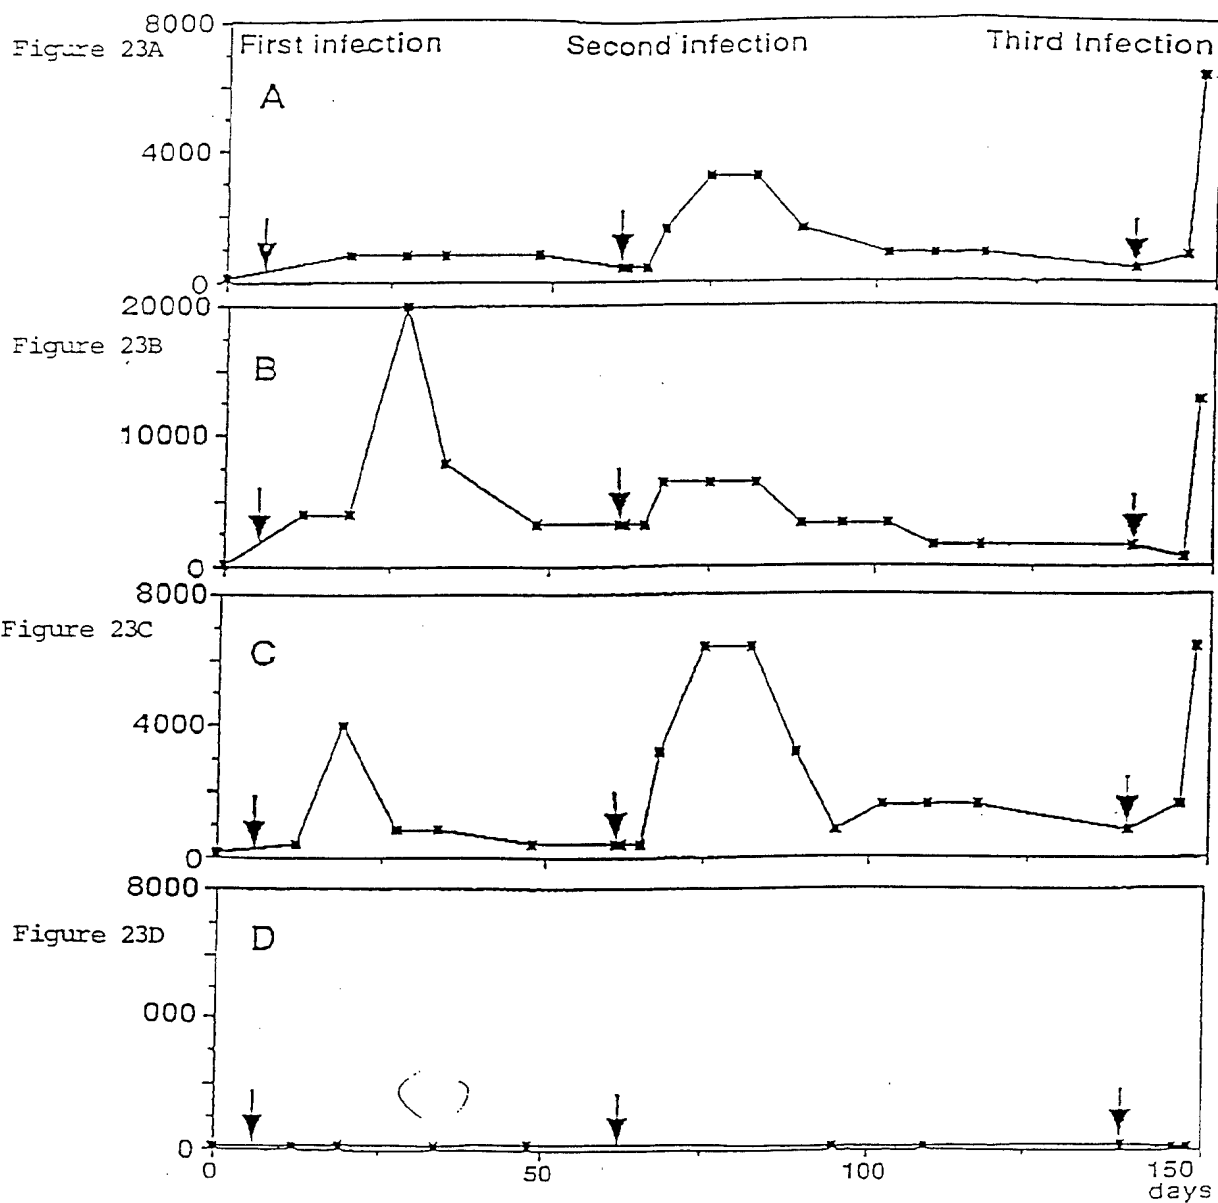 8000
Figure 23A
First infection Second infection Third Infection
A
4000
0
20000
Figure 23B
B
10000
0
8000
Figure 23C
C
4000
0
8000
Figure 23D
D
000
0
0 50 100 150
days